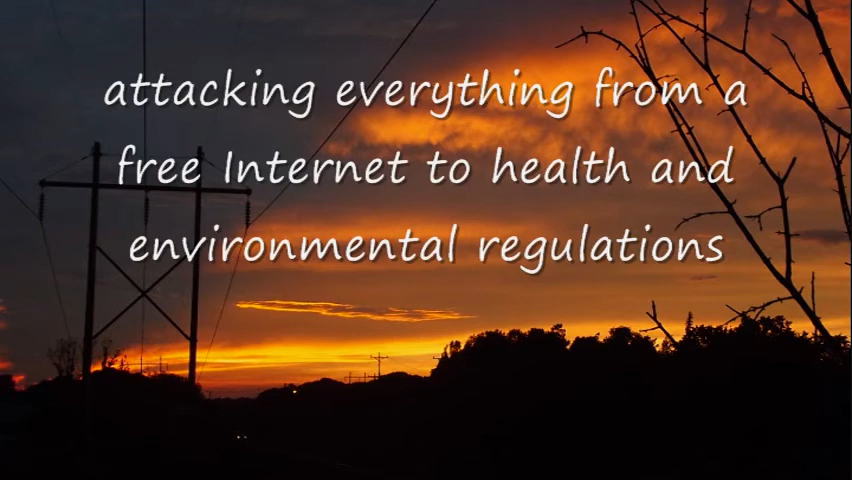 attacking everything from a
free Internet to health and
environmental regulations